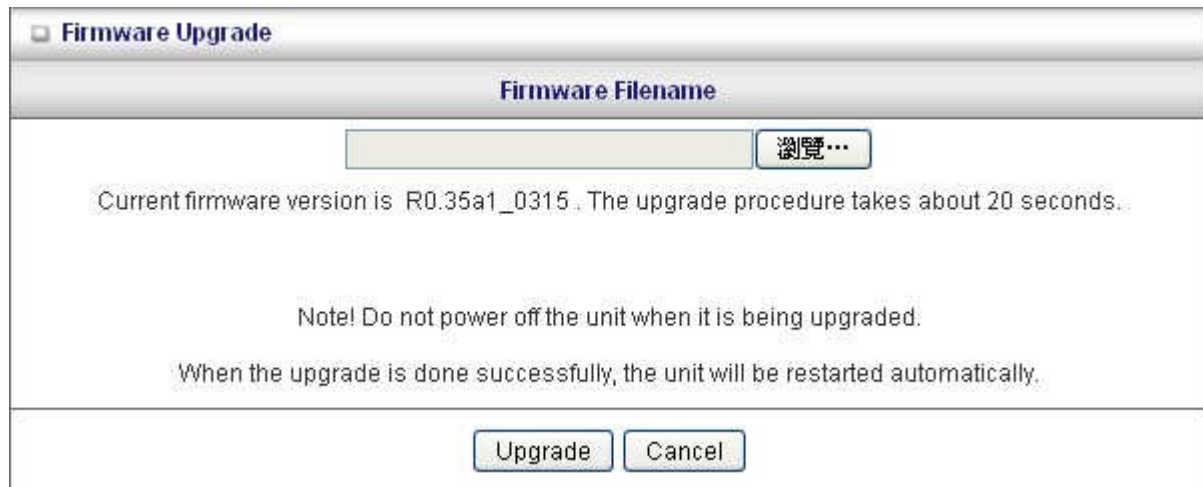 Firmware Upgrade
Firmware Filename
瀏覽…
Current firmware version is R0.35a1_0315 . The upgrade procedure takes about 20 seconds.
Note! Do not power off the unit when it is being upgraded.
When the upgrade is done successfully, the unit will be restarted automatically.
Upgrade Cancel